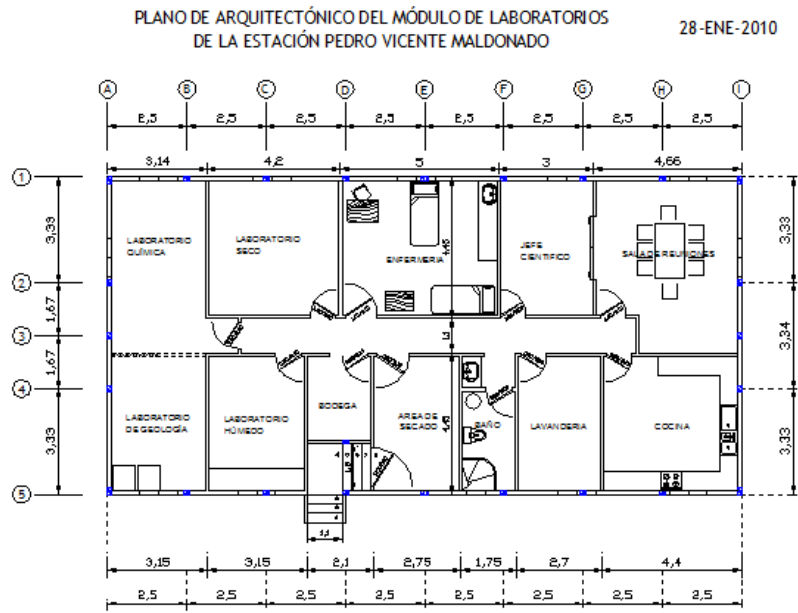 PLANO DE ARQUITECTÓNICO DEL MÓDULO DE LABORATORIOS
DE LA ESTACIÓN PEDRO VICENTE MALDONADO
28-ENE-2010
A B C D E F G H I
2,5 2,5 2,5 2,5 2,5 2,5 2,5 2,5
3,14 4,2 5 3 4,66
1
2
3
4
5
3,33
1,67
1,67
3,33
3,33
3,34
3,33
LABORATORIO
QUÍMICA
LABORATORIO
SECO
ENFERMERIA
JEFE
CIENTIFICO
SALA DE REUNIONES
4,45
LABORATORIO
DE GEOLOGÍA
LABORATORIO
HÚMEDO
BODEGA
AREA DE
SECADO
4,45
BAÑO
LAVANDERIA
COCINA
1,1
3,15 3,15 2,1 2,75 1,75 2,7 4,4
2,5 2,5 2,5 2,5 2,5 2,5 2,5 2,5